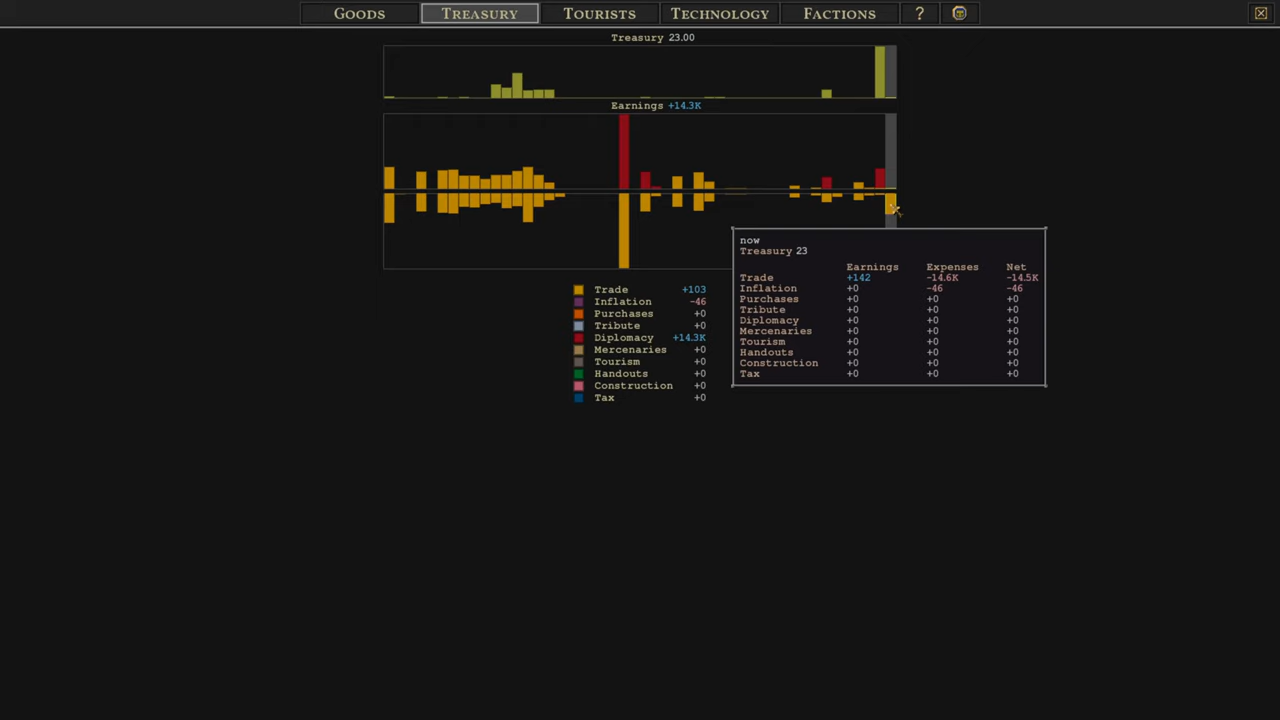 GOODS TREASURY TOURISTS TECHNOLOGY FACTIONS ?
Treasury 23.00
Earnings +14.3K
Trade +103
Inflation -46
Purchases +0
Tribute +0
Diplomacy +14.3K
Mercenaries +0
Tourism +0
Handouts +0
Construction +0
Tax +0
now
Treasury 23
Earnings Expenses Net
Trade +142 -14.6K -14.5K
Inflation +0 -46 -46
Purchases +0 +0 +0
Tribute +0 +0 +0
Diplomacy +0 +0 +0
Mercenaries +0 +0 +0
Tourism +0 +0 +0
Handouts +0 +0 +0
Construction +0 +0 +0
Tax +0 +0 +0